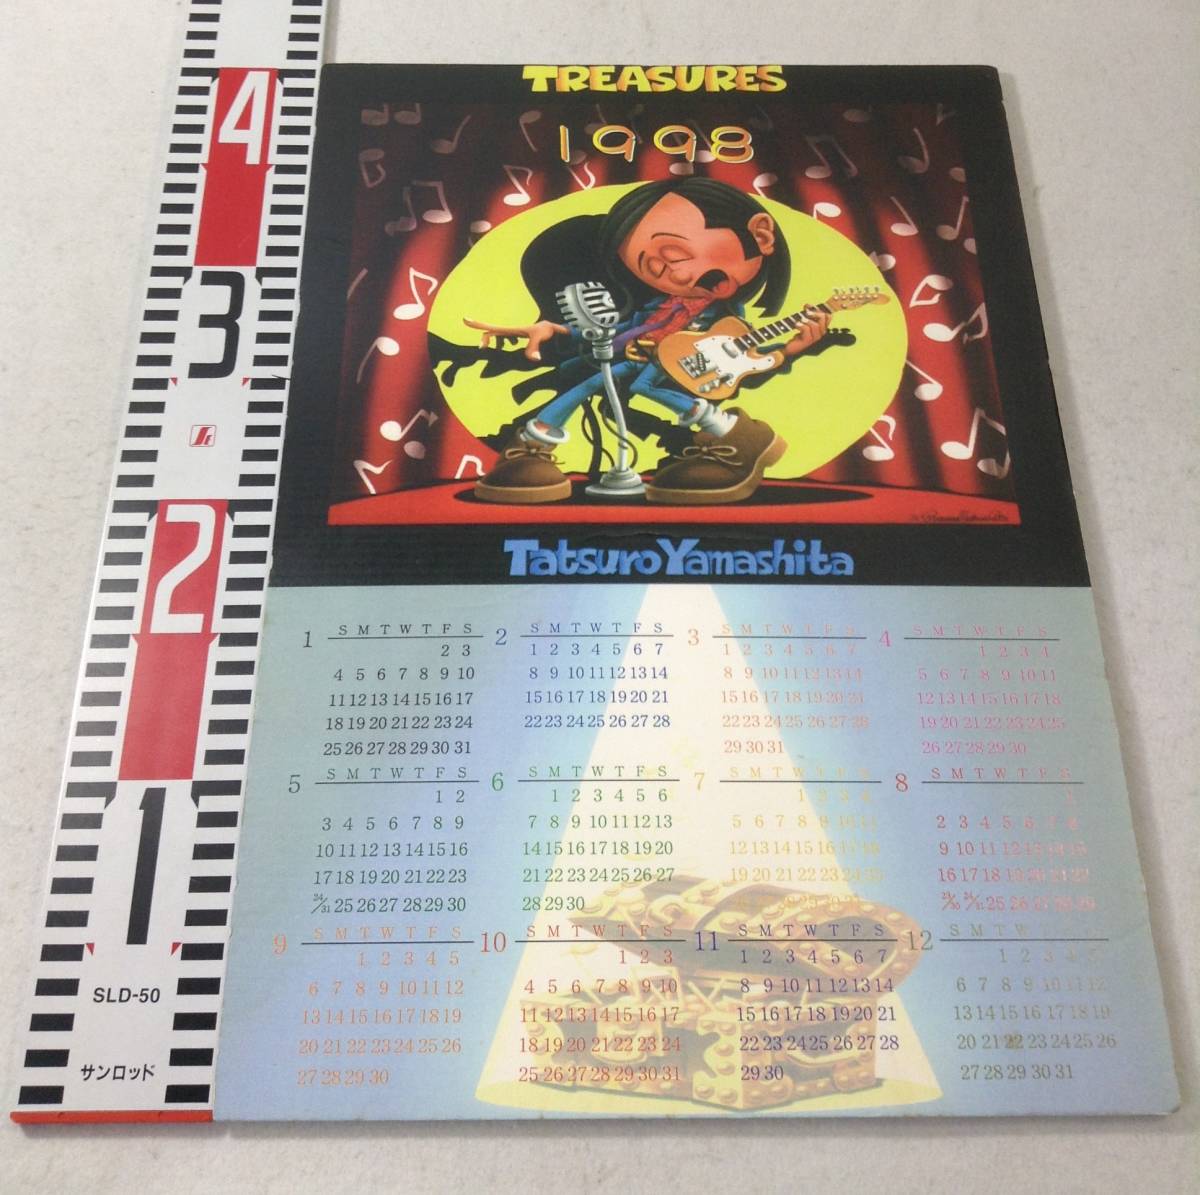 TREASURES
1998
Tatsuro Yamashita
1
S M T W T F S
2 3
4 5 6 7 8 9 10
11 12 13 14 15 16 17
18 19 20 21 22 23 24
25 26 27 28 29 30 31
2
S M T W T F S
1 2 3 4 5 6 7
8 9 10 11 12 13 14
15 16 17 18 19 20 21
22 23 24 25 26 27 28
3
S M T W T F S
1 2 3 4 5 6 7
8 9 10 11 12 13 14
15 16 17 18 19 20 21
22 23 24 25 26 27 28
29 30 31
4
S M T W T F S
1 2 3 4
5 6 7 8 9 10 11
12 13 14 15 16 17 18
19 20 21 22 23 24 25
26 27 28 29 30
5
S M T W T F S
1 2
3 4 5 6 7 8 9
10 11 12 13 14 15 16
17 18 19 20 21 22 23
24/31 25 26 27 28 29 30
6
S M T W T F S
1 2 3 4 5 6
7 8 9 10 11 12 13
14 15 16 17 18 19 20
21 22 23 24 25 26 27
28 29 30
7
S M T W T F S
1 2 3 4
5 6 7 8 9 10 11
12 13 14 15 16 17 18
19 20 21 22 23 24 25
28 29 30 31
8
S M T W T F S
1
2 3 4 5 6 7 8
9 10 11 12 13 14 15
16 17 18 19 20 21 22
23/30 24/31 25 26 27 28 29
9
S M T W T F S
1 2 3 4 5
6 7 8 9 10 11 12
13 14 15 16 17 18 19
20 21 22 23 24 25 26
27 28 29 30
10
S M T W T F S
1 2 3
4 5 6 7 8 9 10
11 12 13 14 15 16 17
18 19 20 21 22 23 24
25 26 27 28 29 30 31
11
S M T W T F S
1 2 3 4 5 6 7
8 9 10 11 12 13 14
15 16 17 18 19 20 21
22 23 24 25 26 27 28
29 30
12
S M T W T F S
1 2 3 4 5
6 7 8 9 10 11 12
13 14 15 16 17 18 19
20 21 22 23 24 25 26
27 28 29 30 31
4
3
2
1
SLD-50
サンロッド